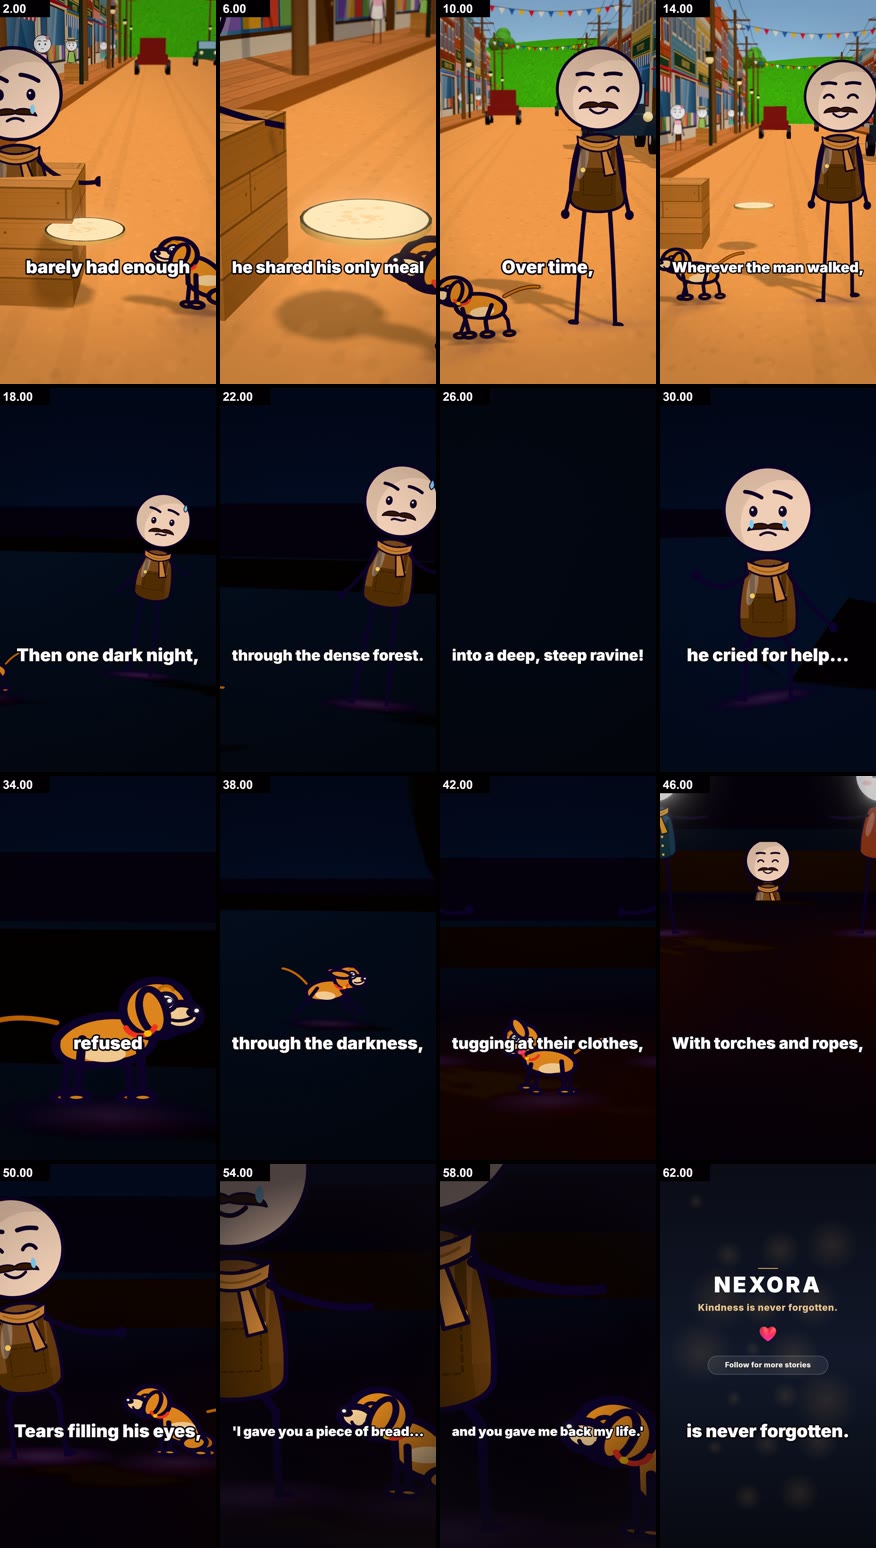 2.00
6.00
10.00
14.00
barely had enough
he shared his only meal
Over time,
Wherever the man walked,
18.00
22.00
26.00
30.00
Then one dark night,
through the dense forest.
into a deep, steep ravine!
he cried for help...
34.00
38.00
42.00
46.00
refused
through the darkness,
tugging at their clothes,
With torches and ropes,
50.00
54.00
58.00
62.00
Tears filling his eyes,
'I gave you a piece of bread...
and you gave me back my life.'
NEXORA
Kindness is never forgotten.
Follow for more stories
is never forgotten.